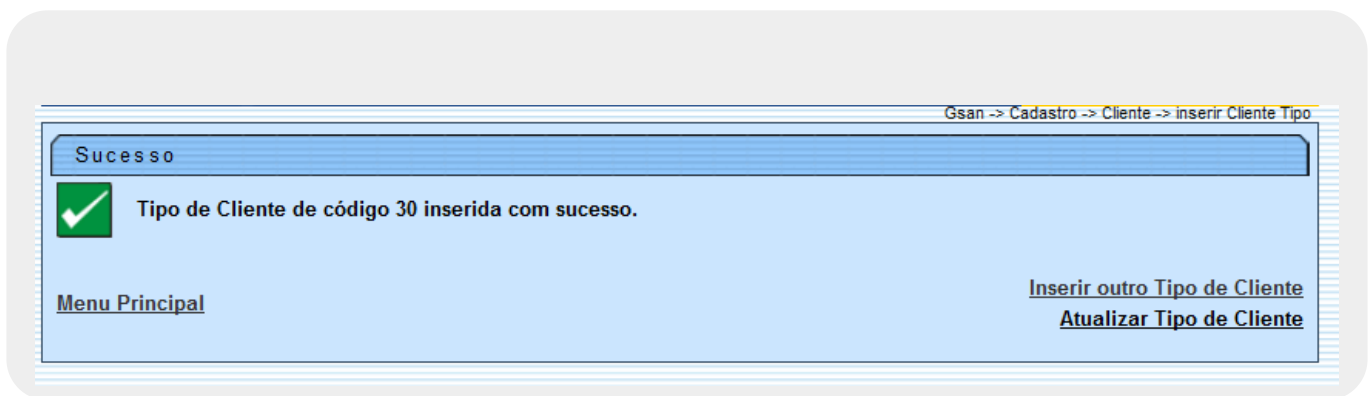 Gsan -> Cadastro -> Cliente -> inserir Cliente Tipo
Sucesso
Tipo de Cliente de código 30 inserida com sucesso.
Inserir outro Tipo de Cliente
Menu Principal
Atualizar Tipo de Cliente